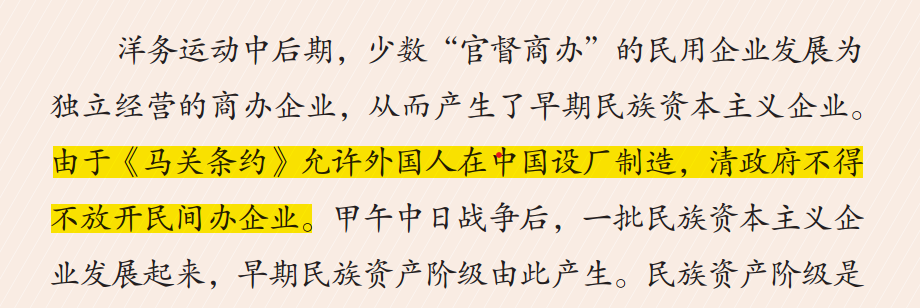 洋务运动中后期，少数“官督商办”的民用企业发展为
独立经营的商办企业，从而产生了早期民族资本主义企业。
由于《马关条约》允许外国人在中国设厂制造，清政府不得
不放开民间办企业。甲午中日战争后，一批民族资本主义企
业发展起来，早期民族资产阶级由此产生。民族资产阶级是